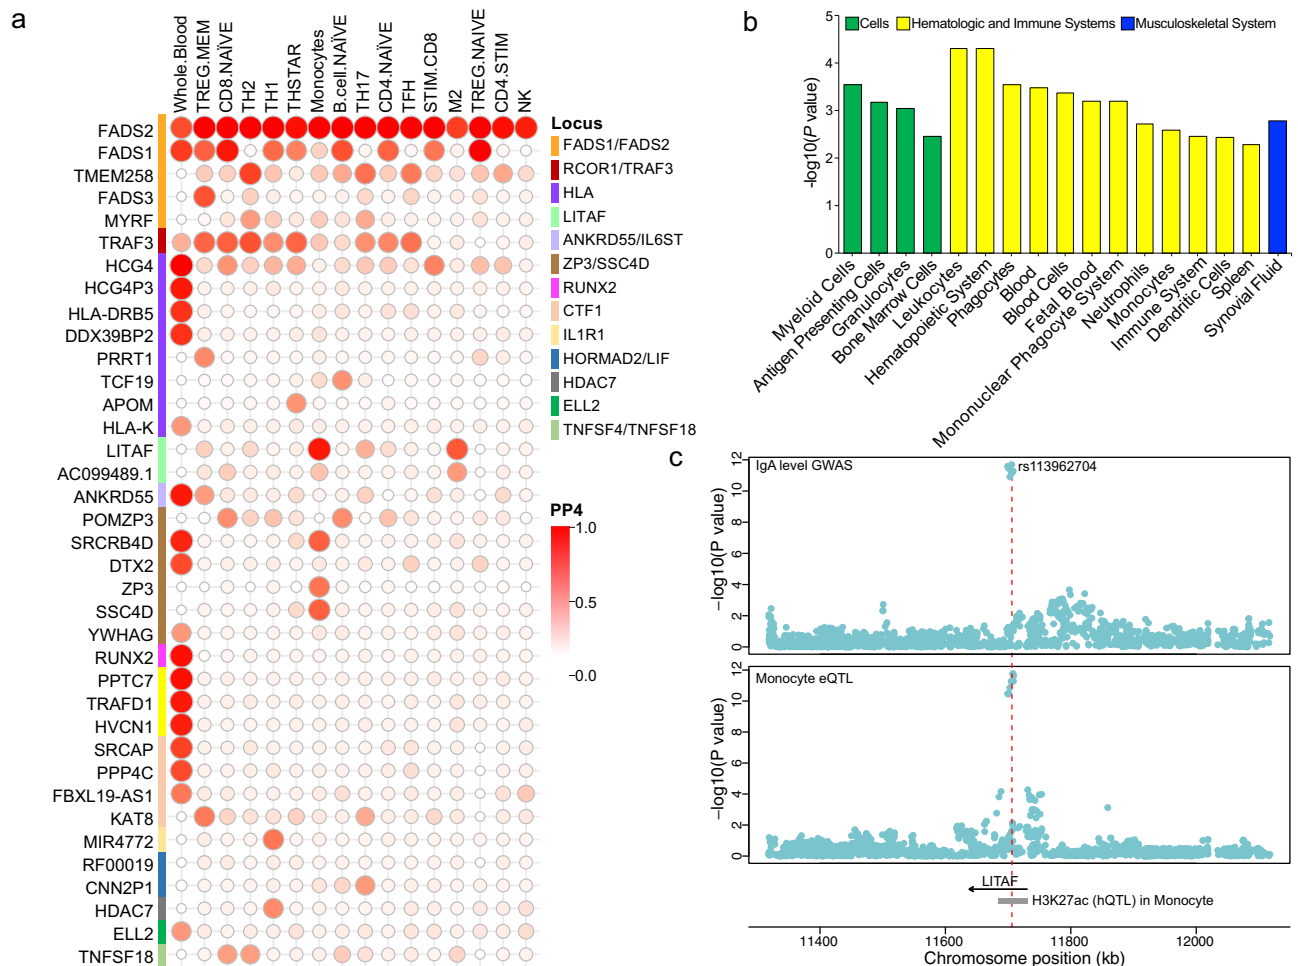 a
Whole.Blood
TREG.MEM
CD8.NAÏVE
TH2
TH1
THSTAR
Monocytes
B.cell.NAÏVE
TH17
CD4.NAÏVE
TFH
STIM.CD8
M2
TREG.NAIVE
CD4.STIM
NK
FADS2
FADS1
TMEM258
FADS3
MYRF
TRAF3
HCG4
HCG4P3
HLA-DRB5
DDX39BP2
PRRT1
TCF19
APOM
HLA-K
LITAF
AC099489.1
ANKRD55
POMZP3
SRCRB4D
DTX2
ZP3
SSC4D
YWHAG
RUNX2
PPTC7
TRAFD1
HVCN1
SRCAP
PPP4C
FBXL19-AS1
KAT8
MIR4772
RF00019
CNN2P1
HDAC7
ELL2
TNFSF18
Locus
FADS1/FADS2
RCOR1/TRAF3
HLA
LITAF
ANKRD55/IL6ST
ZP3/SSC4D
RUNX2
CTF1
IL1R1
HORMAD2/LIF
HDAC7
ELL2
TNFSF4/TNFSF18
PP4
1.0
0.5
0.0
b
Cells
Hematologic and Immune Systems
Musculoskeletal System
-log10(P value)
5
4
3
2
1
0
Myeloid Cells
Antigen Presenting Cells
Granulocytes
Bone Marrow Cells
Leukocytes
Hematopoietic System
Phagocytes
Blood
Blood Cells
Fetal Blood
Mononuclear Phagocyte System
Neutrophils
Monocytes
Immune System
Dendritic Cells
Spleen
Synovial Fluid
c
IgA level GWAS
rs113962704
−log10(P value)
12
10
8
6
4
2
0
Monocyte eQTL
−log10(P value)
12
10
8
6
4
2
0
LITAF
H3K27ac (hQTL) in Monocyte
11400
11600
11800
12000
Chromosome position (kb)